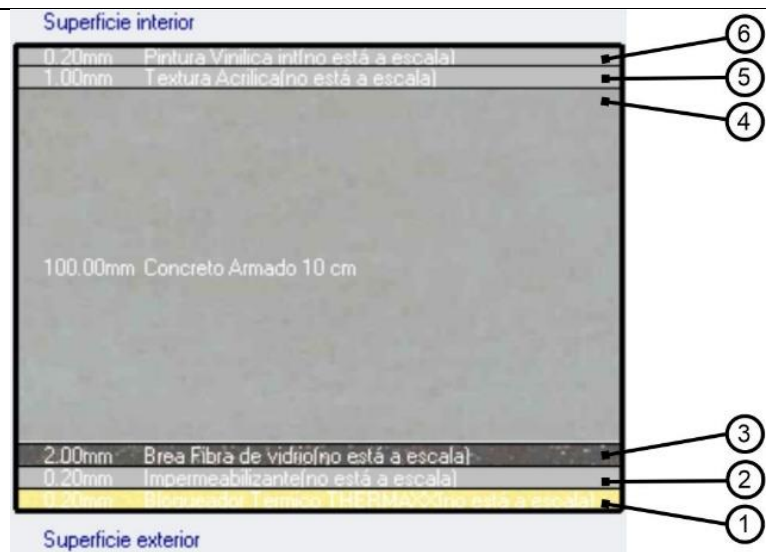 Superficie interior
0.20mm Pintura Vinilica int(no está a escala)
6
1.00mm Textura Acrilica(no está a escala)
5
4
100.00mm Concreto Armado 10 cm
2.00mm Brea Fibra de vidrio(no está a escala)
3
0.20mm Impermeabilizante(no está a escala)
2
0.20mm Bloqueador Termico THERMAXX(no está a escala)
1
Superficie exterior